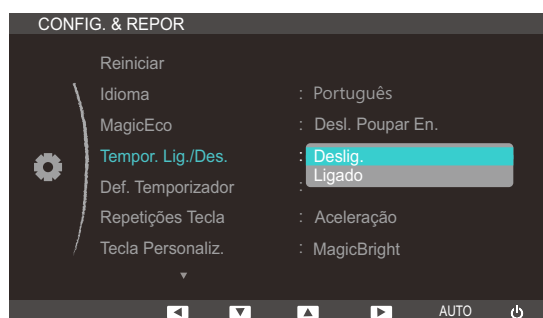 CONFIG. & REPOR
Reiniciar
Idioma : Português
MagicEco : Desl. Poupar En.
Tempor. Lig./Des. : Deslig.
Ligado
Def. Temporizador :
Repetições Tecla : Aceleração
Tecla Personaliz. : MagicBright
AUTO